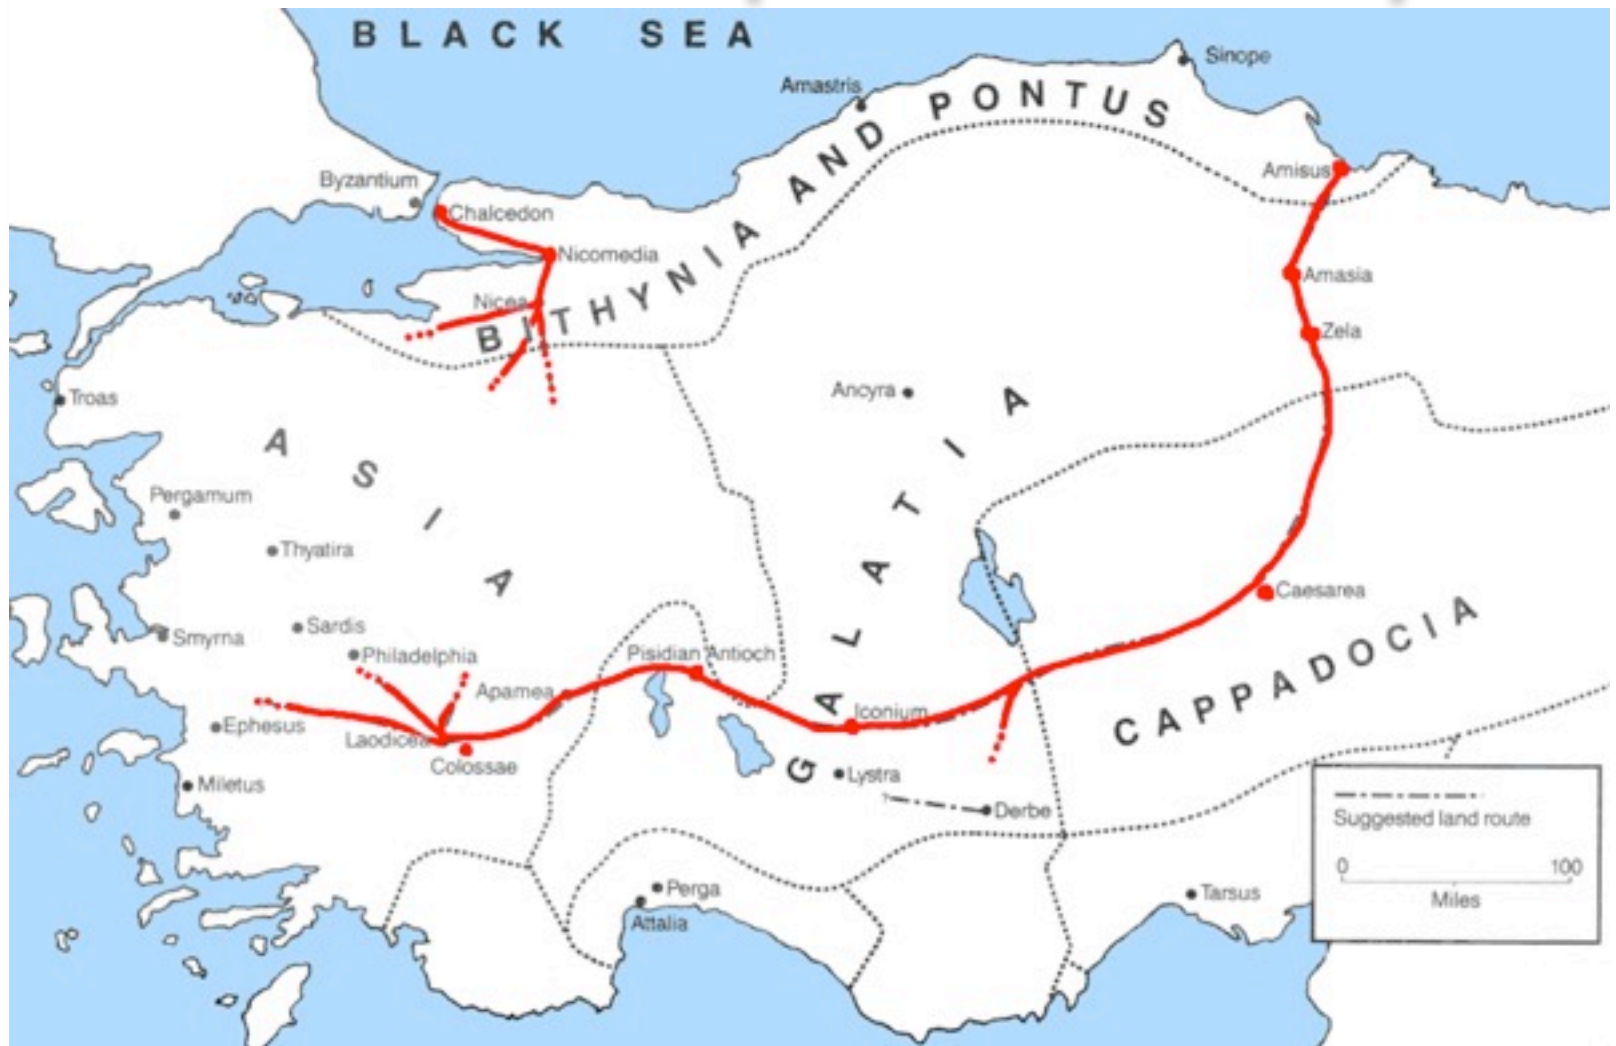 BLACK SEA
Sinope
Amastris
BITHYNIA AND PONTUS
Amisus
Byzantium
Chalcedon
Nicomedia
Amasia
Nicea
Zela
Troas
Ancyra
ASIA
GALATIA
Pergamum
Thyatira
Caesarea
Sardis
Smyrna
Philadelphia
Pisidian Antioch
CAPPADOCIA
Apamea
Iconium
Ephesus
Laodicea
Colossae
Lystra
Miletus
?
Derbe
Suggested land route
0 100
Miles
Perga
Tarsus
Attalia